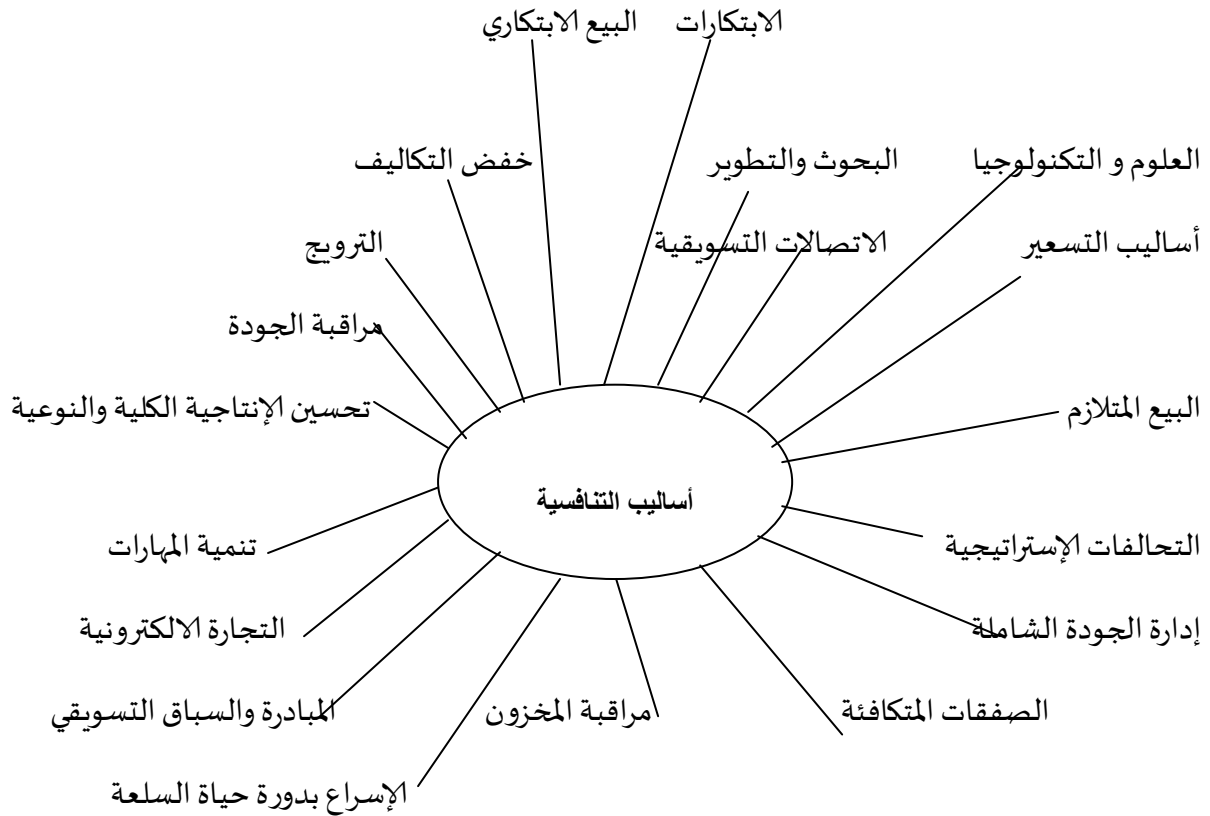 الابتكارات
البيع الابتكاري
العلوم و التكنولوجيا
البحوث والتطوير
خفض التكاليف
أساليب التسعير
الاتصالات التسويقية
الترويج
مراقبة الجودة
البيع المتلازم
تحسين الإنتاجية الكلية والنوعية
أساليب التنافسية
التحالفات الإستراتيجية
تنمية المهارات
إدارة الجودة الشاملة
التجارة الالكترونية
الصفقات المتكافئة
مراقبة المخزون
المبادرة والسباق التسويقي
الإسراع بدورة حياة السلعة